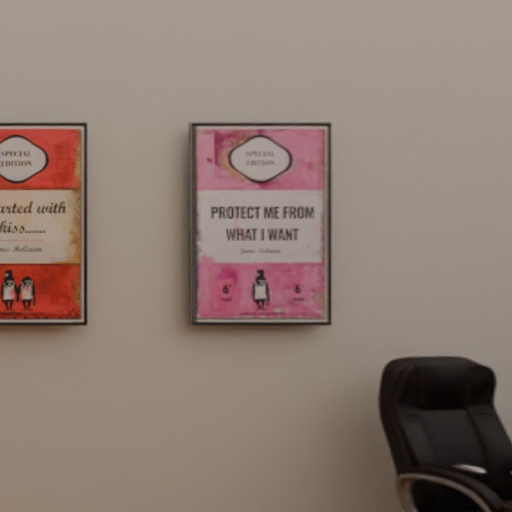 SPECIAL
EDITION
arted with
kiss......
SPECIAL
EDITION
PROTECT ME FROM
WHAT I WANT
6
6